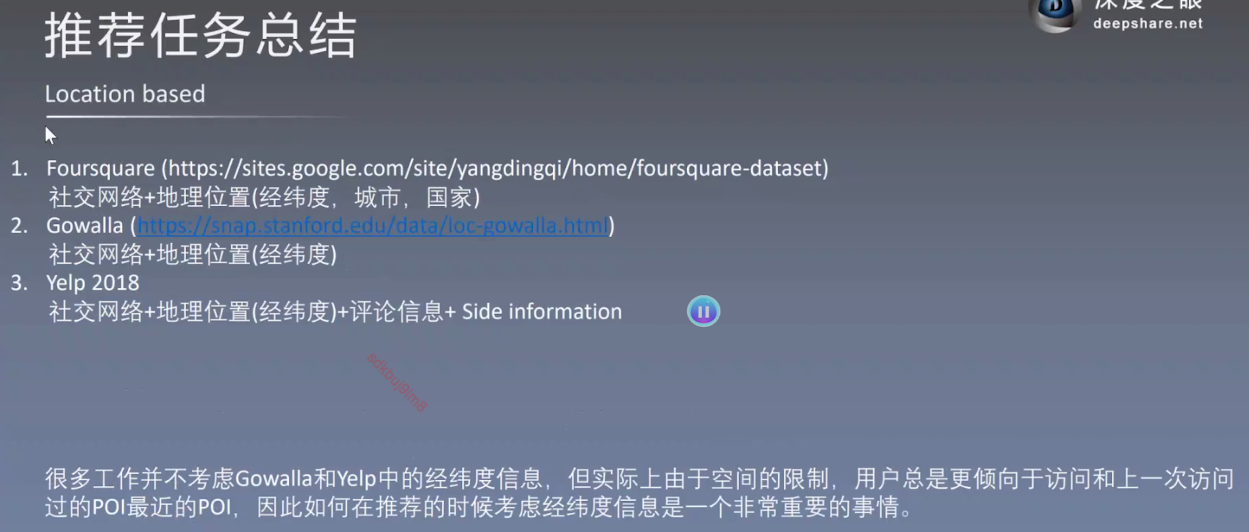 深度之眼
deepshare.net
推荐任务总结
Location based
1. Foursquare (https://sites.google.com/site/yangdingqi/home/foursquare-dataset)
社交网络+地理位置(经纬度，城市，国家)
2. Gowalla (https://snap.stanford.edu/data/loc-gowalla.html)
社交网络+地理位置(经纬度)
3. Yelp 2018
社交网络+地理位置(经纬度)+评论信息+ Side information
很多工作并不考虑Gowalla和Yelp中的经纬度信息，但实际上由于空间的限制，用户总是更倾向于访问和上一次访问
过的POI最近的POI，因此如何在推荐的时候考虑经纬度信息是一个非常重要的事情。